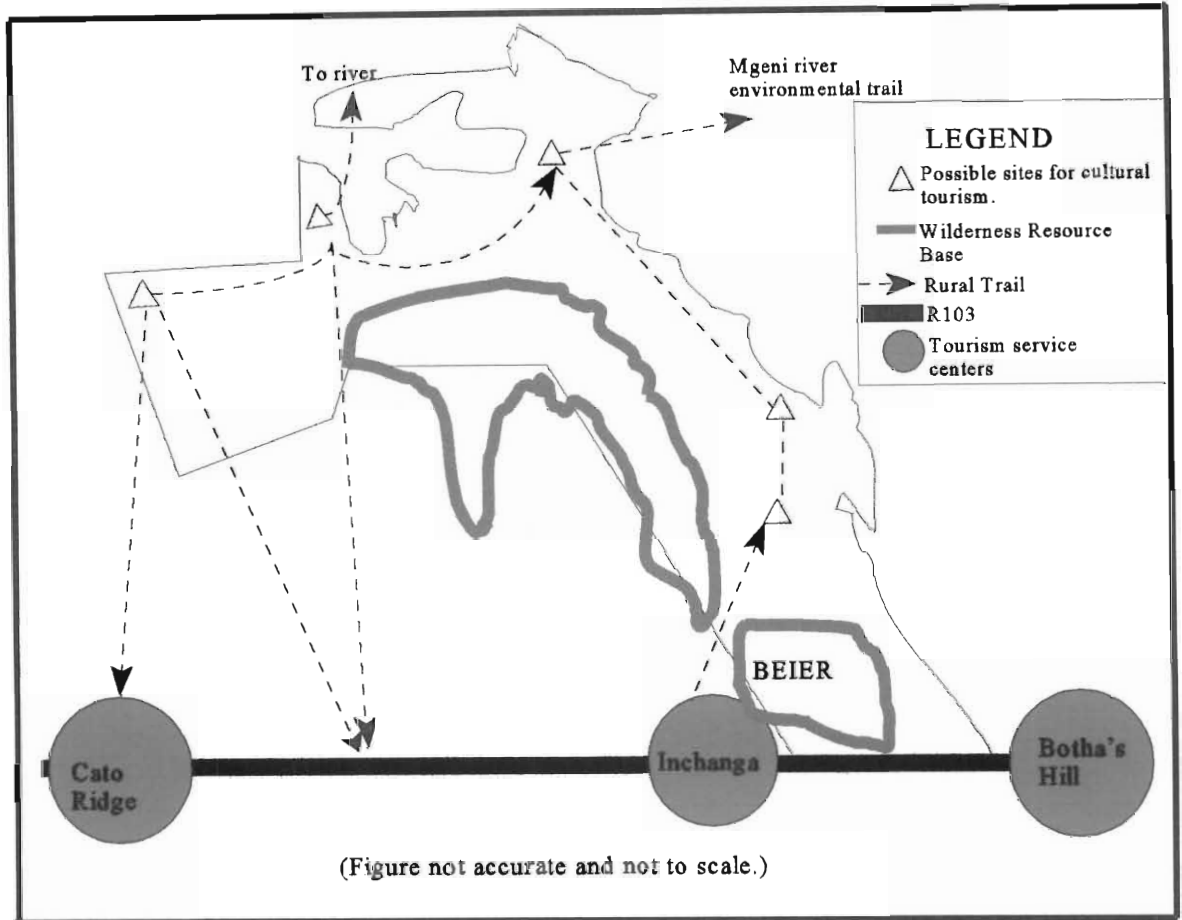 To river
Mgeni river
environmental trail
LEGEND
Possible sites for cultural
tourism.
Wilderness Resource
Base
Rural Trail
R103
Tourism service
centers
BEIER
Cato
Ridge
Inchanga
Botha's
Hill
(Figure not accurate and not to scale.)